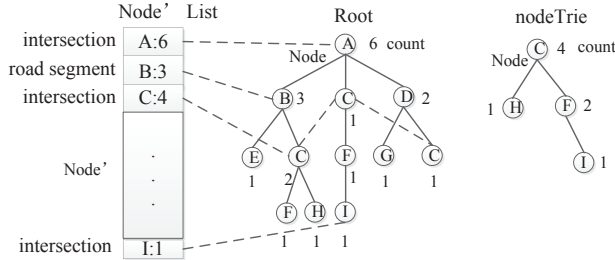 Node’ List
intersection A:6
road segment B:3
intersection C:4
Node’
.
.
.
.
intersection I:1
Root
Node
A 6 count
B 3 C 1 D 2
E 1 C 2 F 1 G 1 C 1
F 1 H 1 I 1
nodeTrie
Node
C 4 count
1 H F 2
I 1